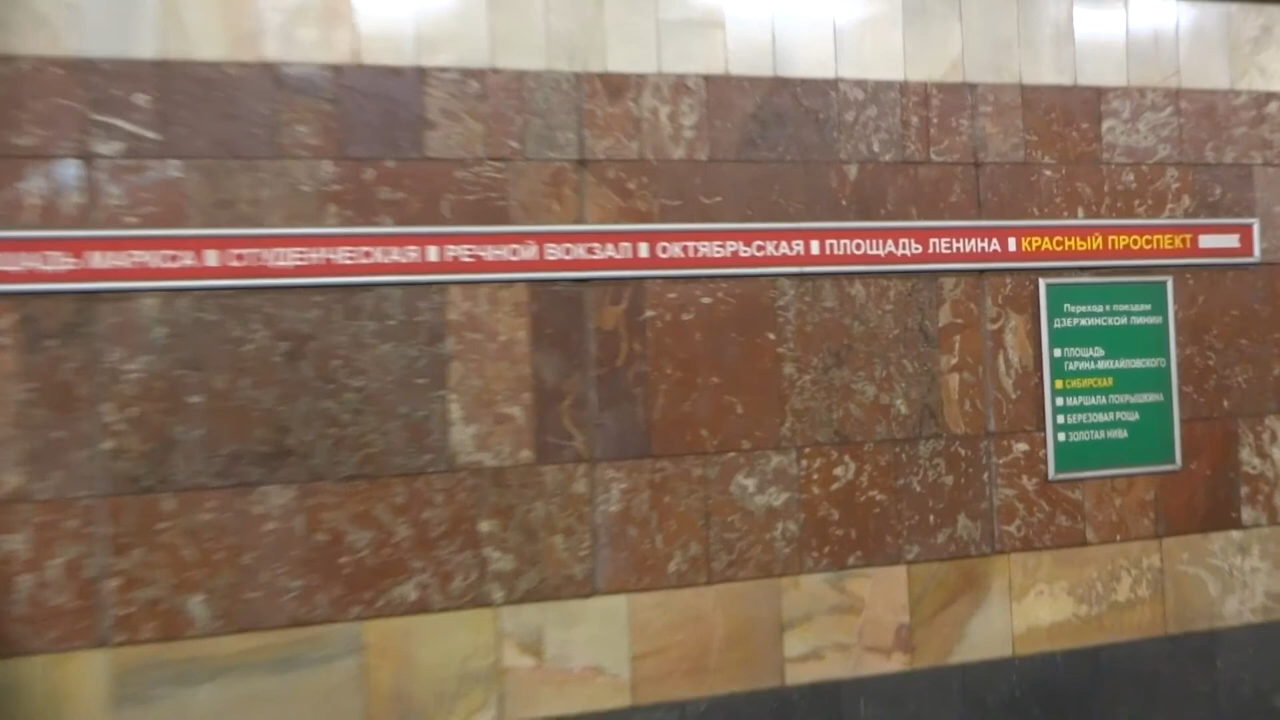 ЩАДЬ МАРКСА СТУДЕНЧЕСКАЯ РЕЧНОЙ ВОКЗАЛ ОКТЯБРЬСКАЯ ПЛОЩАДЬ ЛЕНИНА КРАСНЫЙ ПРОСПЕКТ
Переход к поездам
ДЗЕРЖИНСКОЙ ЛИНИИ
ПЛОЩАДЬ
ГАРИНА-МИХАЙЛОВСКОГО
СИБИРСКАЯ
МАРШАЛА ПОКРЫШКИНА
БЕРЕЗОВАЯ РОЩА
ЗОЛОТАЯ НИВА